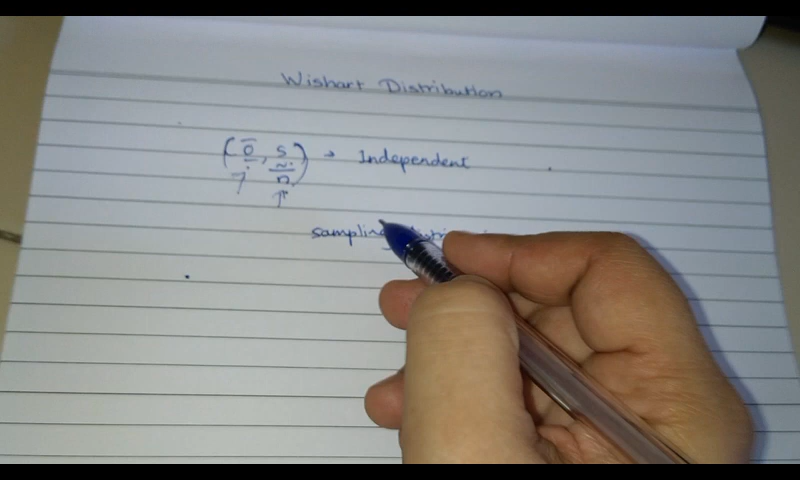 Wishart Distribution
(ō, s/n) → Independent
sampling